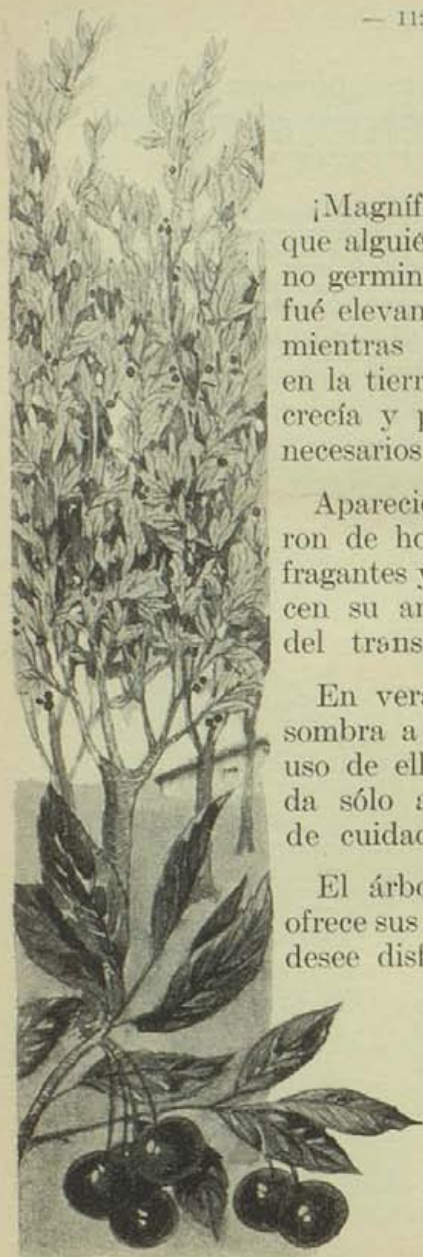 — 115
¡Magníf
que alguié
no germin
fué elevan
mientras
en la tierr
crecía y p
necesarios
Aparecie
ron de ho
fragantes y
cen su ar
del trans
En vera
sombra a
uso de ell
da sólo a
de cuidad
El árbo
ofrece sus
desee disf